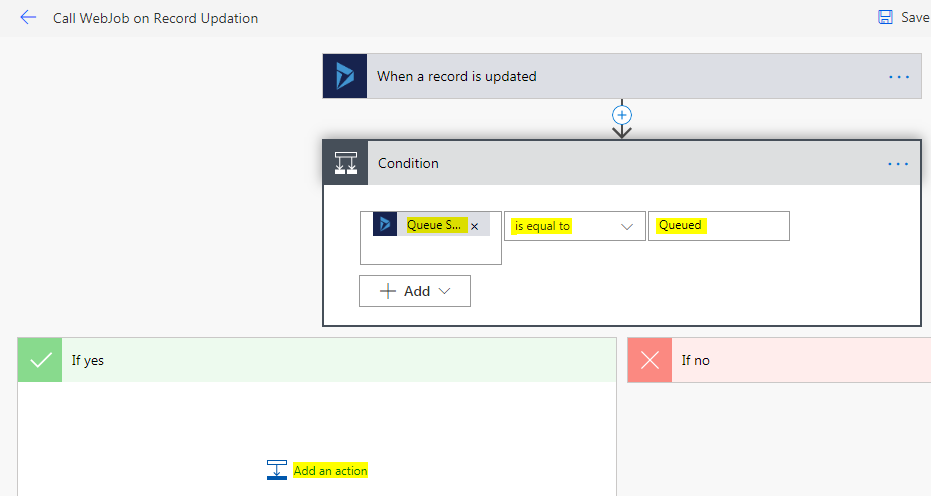 Call WebJob on Record Updation
Save
When a record is updated
Condition
Queue S... is equal to Queued
Add
If yes
If no
Add an action